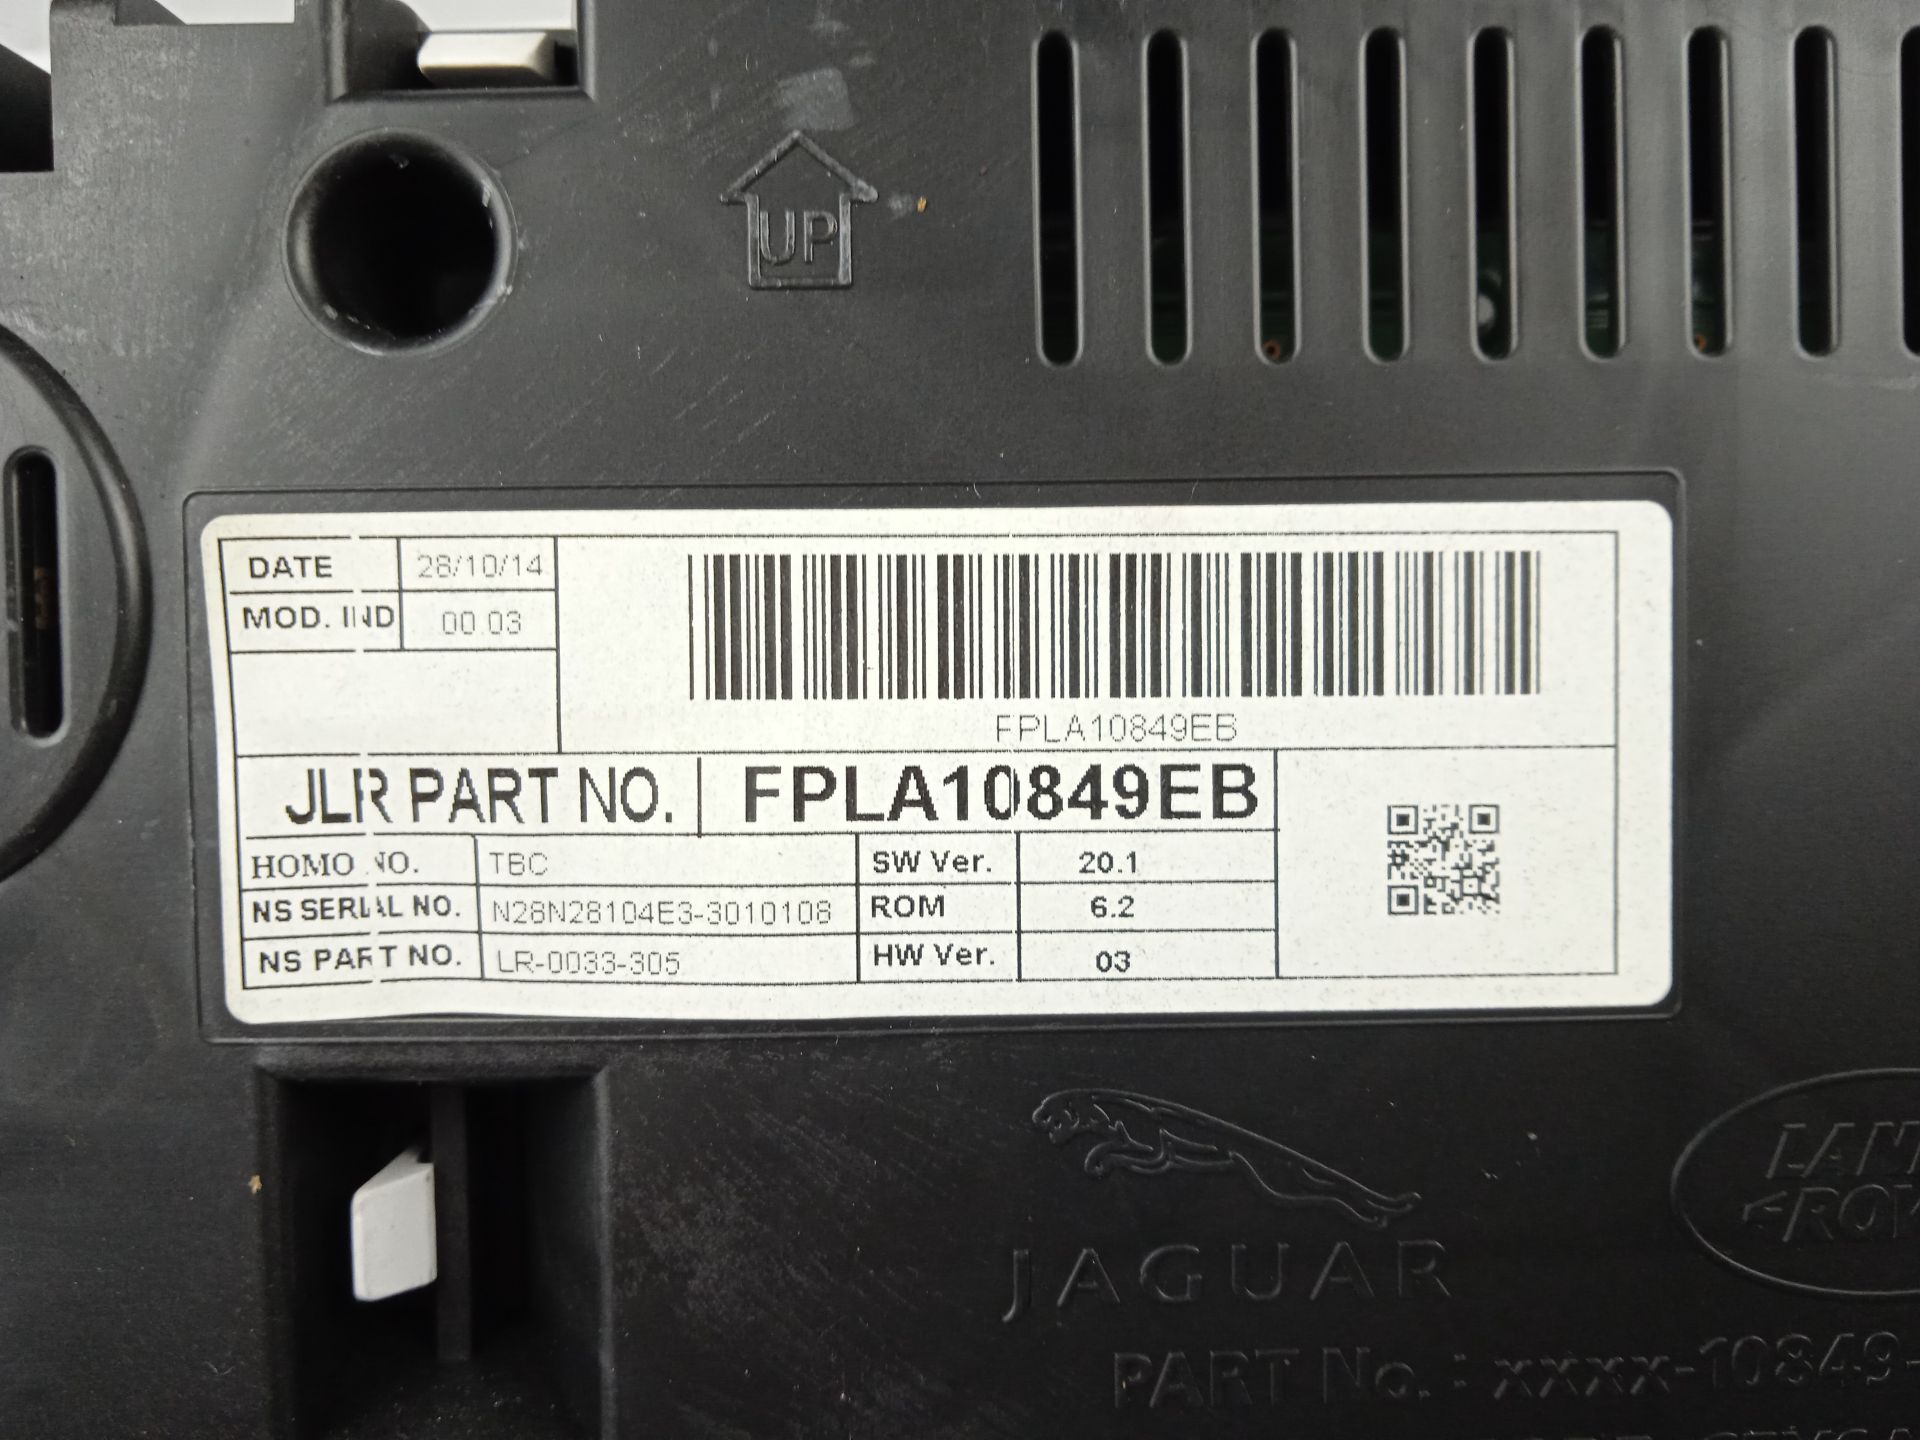 UP
DATE 28/10/14
MOD. IND 00.03
FPLA10849EB
JLR PART NO. FPLA10849EB
HOMO NO. TBC SW Ver. 20.1
NS SERIAL NO. N28N28104E3-3010108 ROM 6.2
NS PART NO. LR-0033-305 HW Ver. 03
LAN
ROV
JAGUAR
PART No. : xxxx-10849-